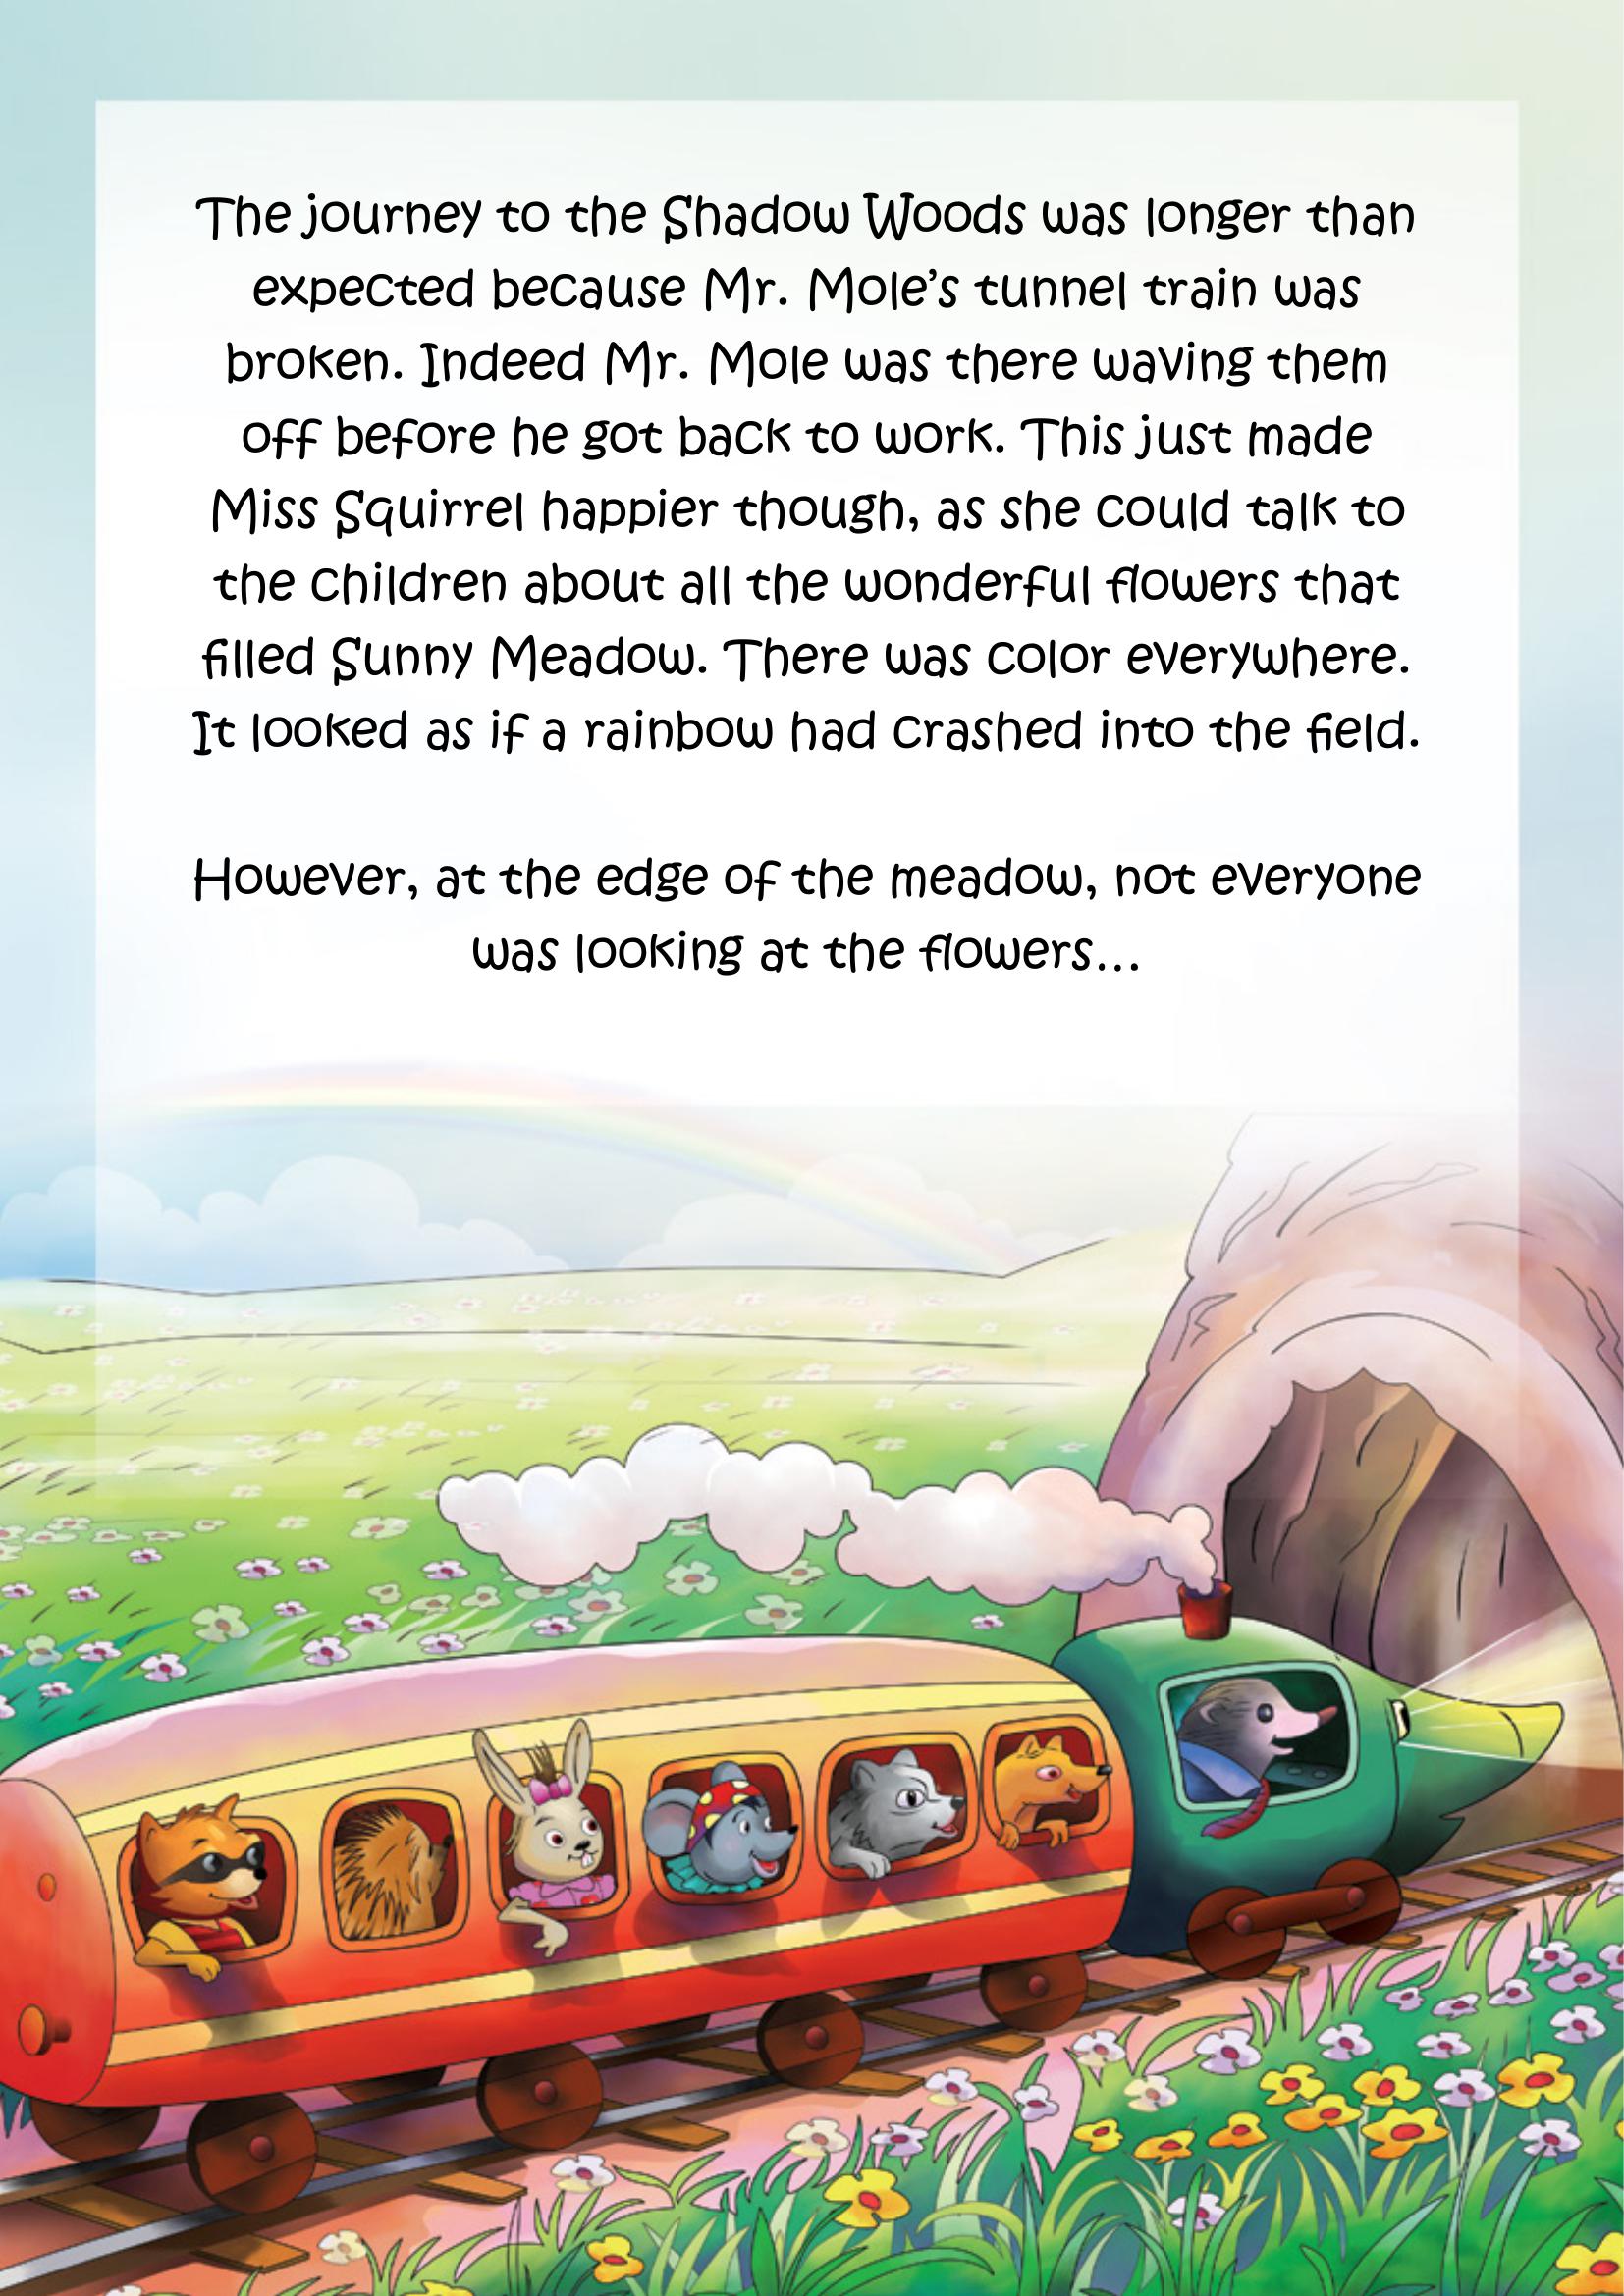 The journey to the Shadow Woods was longer than
expected because Mr. Mole’s tunnel train was
broken. Indeed Mr. Mole was there waving them
off before he got back to work. This just made
Miss Squirrel happier though, as she could talk to
the children about all the wonderful flowers that
filled Sunny Meadow. There was color everywhere.
It looked as if a rainbow had crashed into the field.
However, at the edge of the meadow, not everyone
was looking at the flowers...